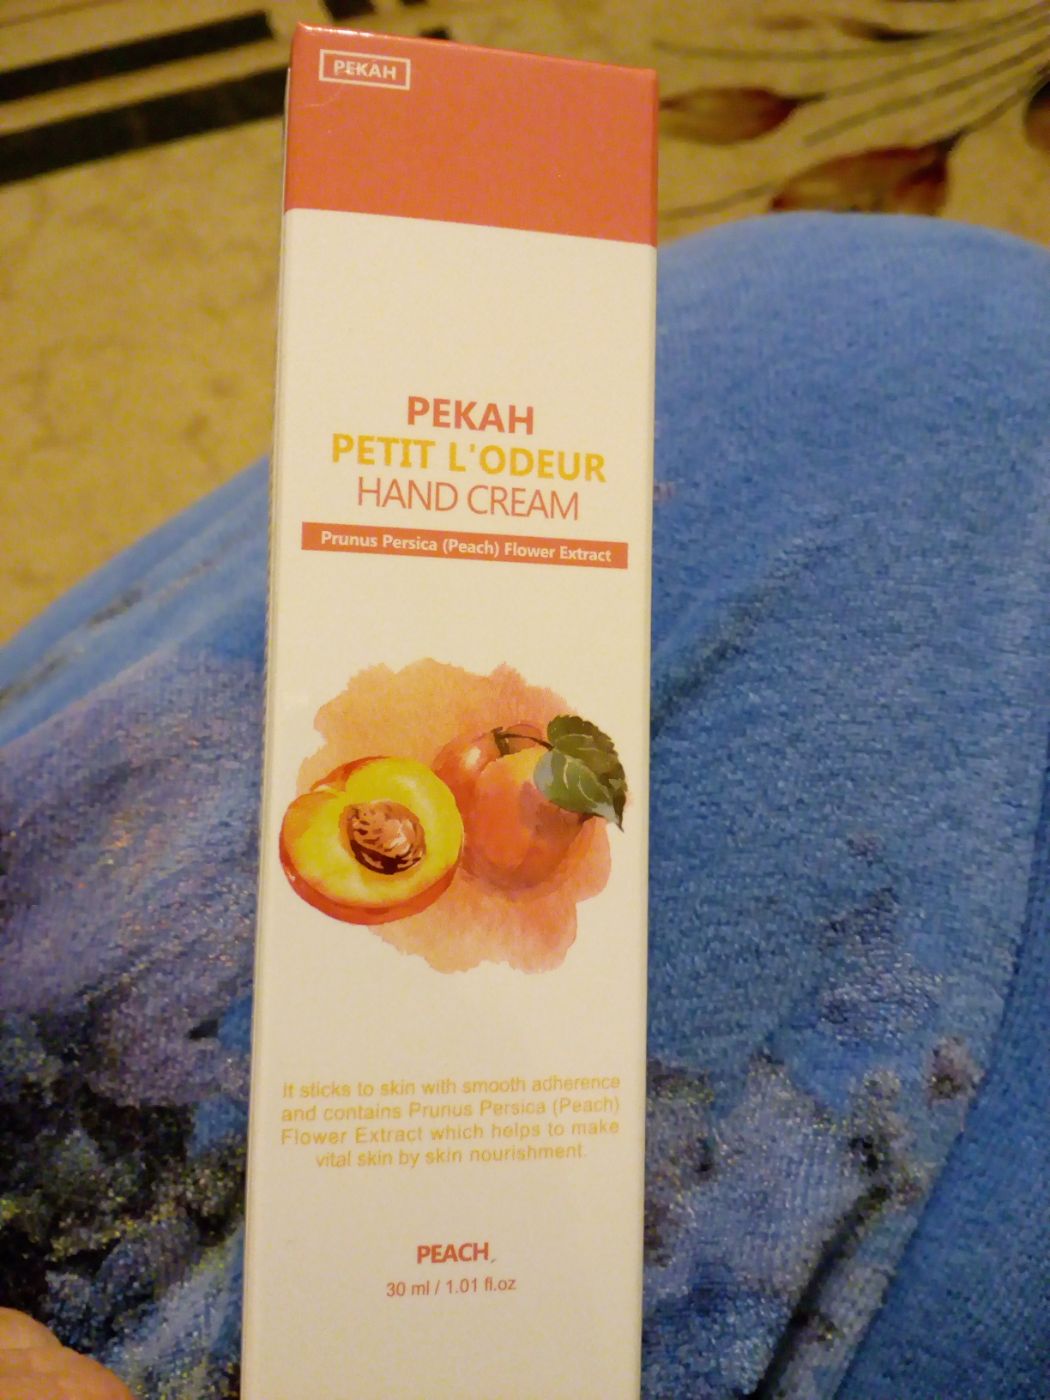 PEKAH
PEKAH
PETIT L'ODEUR
HAND CREAM
Prunus Persica (Peach) Flower Extract
It sticks to skin with smooth adherence
and contains Prunus Persica (Peach)
Flower Extract which helps to make
vital skin by skin nourishment.
PEACH
30 ml / 1.01 fl.oz